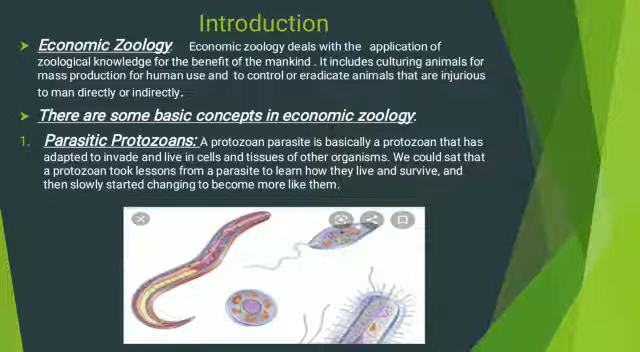 Introduction
Economic Zoology Economic zoology deals with the application of
zoological knowledge for the benefit of the mankind . It includes culturing animals for
mass production for human use and to control or eradicate animals that are injurious
to man directly or indirectly.
There are some basic concepts in economic zoology.
1. Parasitic Protozoans: A protozoan parasite is basically a protozoan that has
adapted to invade and live in cells and tissues of other organisms. We could sat that
a protozoan took lessons from a parasite to learn how they live and survive, and
then slowly started changing to become more like them.